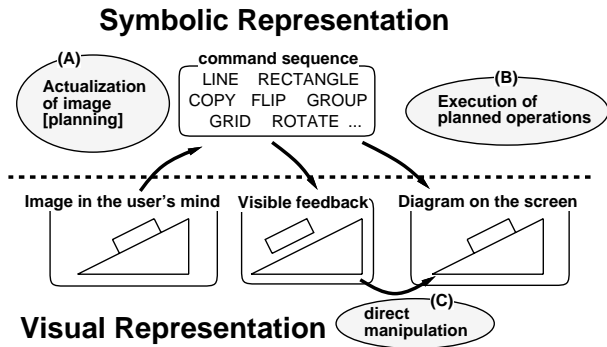 Symbolic Representation
(A)
Actualization
of image
[planning]
command sequence
LINE RECTANGLE
COPY FLIP GROUP
GRID ROTATE ...
(B)
Execution of
planned operations
Image in the user's mind
Visible feedback
Diagram on the screen
Visual Representation
(C)
direct
manipulation